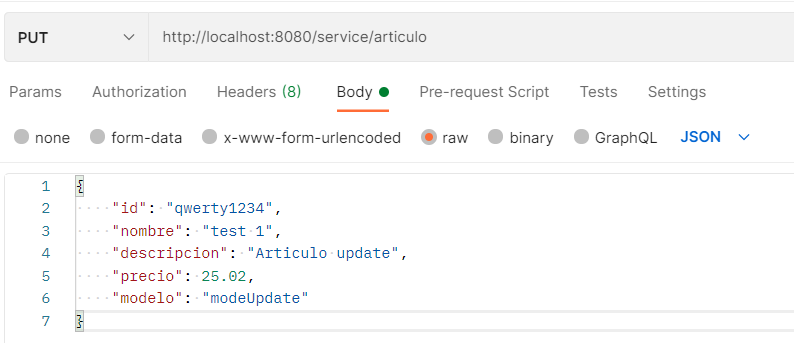 PUT http://localhost:8080/service/articulo
Params Authorization Headers (8) Body Pre-request Script Tests Settings
none form-data x-www-form-urlencoded raw binary GraphQL JSON
1 {
2 "id": "qwerty1234",
3 "nombre": "test 1",
4 "descripcion": "Articulo update",
5 "precio": 25.02,
6 "modelo": "modeUpdate"
7 }